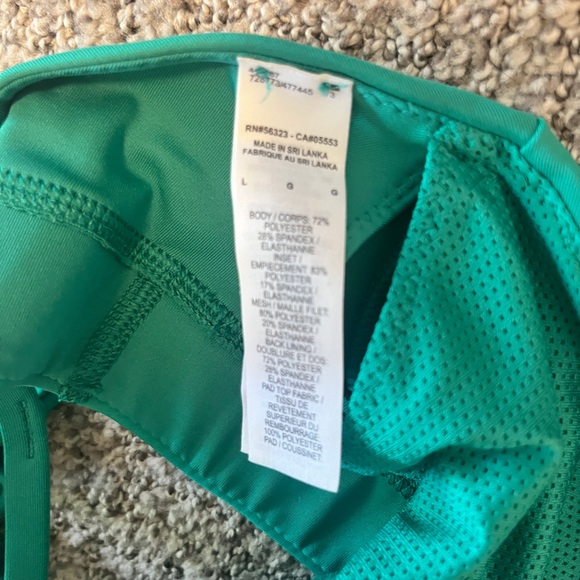 726773/477445
RN#56323 - CA#05553
MADE IN SRI LANKA
FABRIQUE AU SRI LANKA
L G G
BODY / CORPS: 72%
POLYESTER
28% SPANDEX /
ELASTHANNE
INSET /
EMPIECEMENT: 83%
POLYESTER
17% SPANDEX /
ELASTHANNE
MESH / MAILLE FILET:
80% POLYESTER
20% SPANDEX /
ELASTHANNE
BACK LINING /
DOUBLURE ET DOS:
72% POLYESTER
28% SPANDEX /
ELASTHANNE
PAD TOP FABRIC /
TISSU DE
REVETEMENT
SUPERIEUR DU
REMBOURRAGE:
100% POLYESTER
PAD / COUSSINET: